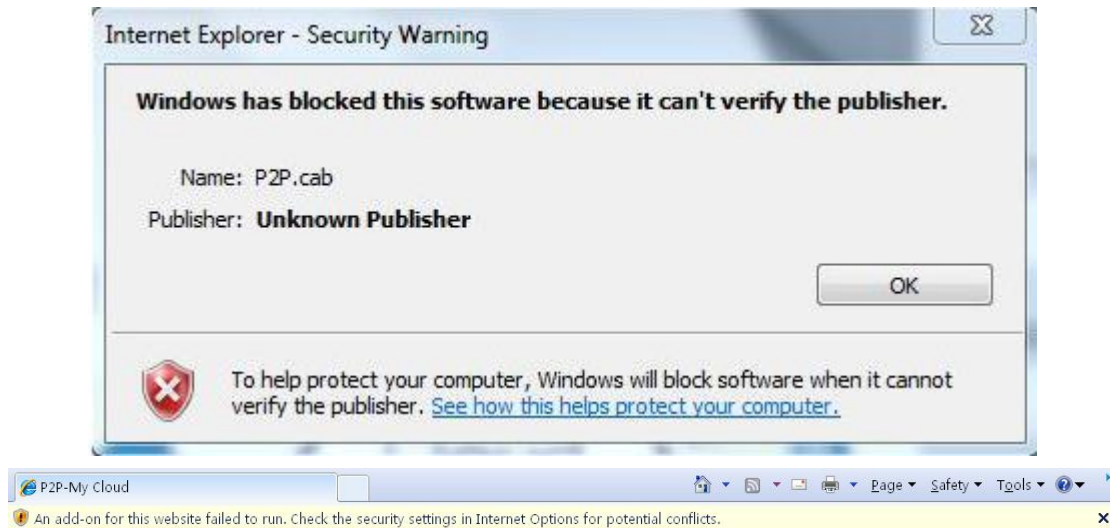 Internet Explorer - Security Warning
Windows has blocked this software because it can't verify the publisher.
Name: P2P.cab
Publisher: Unknown Publisher
OK
To help protect your computer, Windows will block software when it cannot
verify the publisher. See how this helps protect your computer.
P2P-My Cloud Page Safety Tools
An add-on for this website failed to run. Check the security settings in Internet Options for potential conflicts.